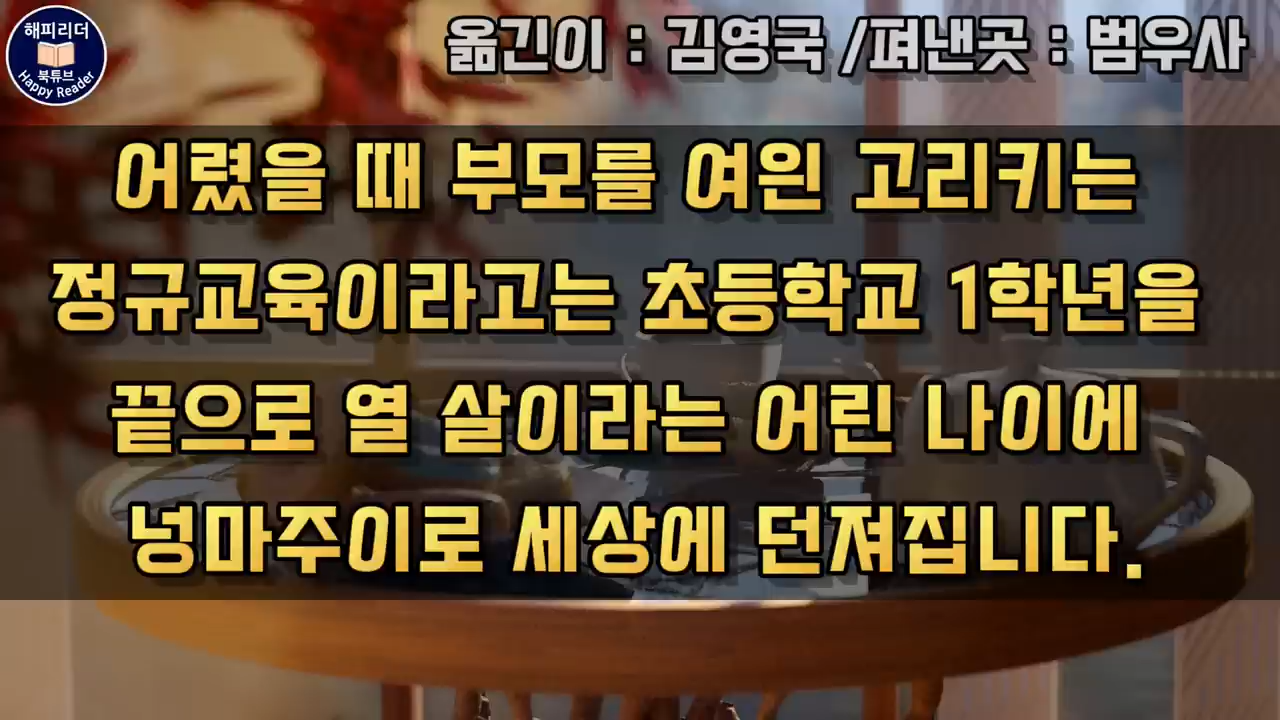 해피리더
북튜브
Happy Reader
옮긴이 : 김영국 /펴낸곳 : 범우사
어렸을 때 부모를 여읜 고리키는
정규교육이라고는 초등학교 1학년을
끝으로 열 살이라는 어린 나이에
넝마주이로 세상에 던져집니다.